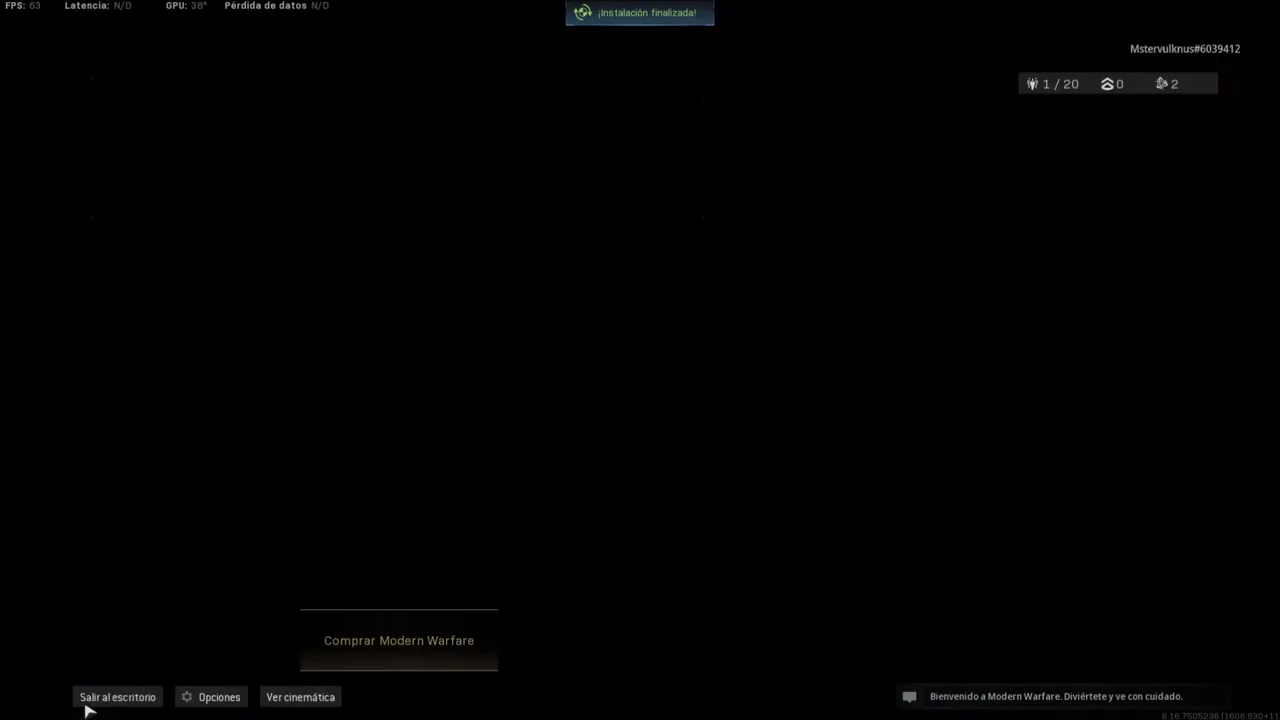 FPS: 63 Latencia: N/D GPU: 38° Pérdida de datos N/D
¡Instalación finalizada!
Mstervulknus#6039412
1 / 20 0 2
Comprar Modern Warfare
Salir al escritorio Opciones Ver cinemática
Bienvenido a Modern Warfare. Diviértete y ve con cuidado.